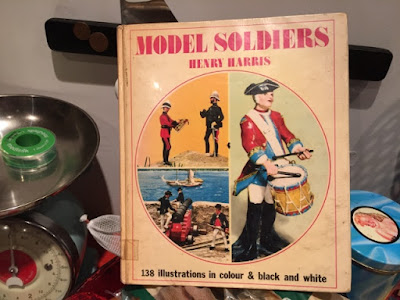 MODEL SOLDIERS
HENRY HARRIS
138 illustrations in colour & black and white